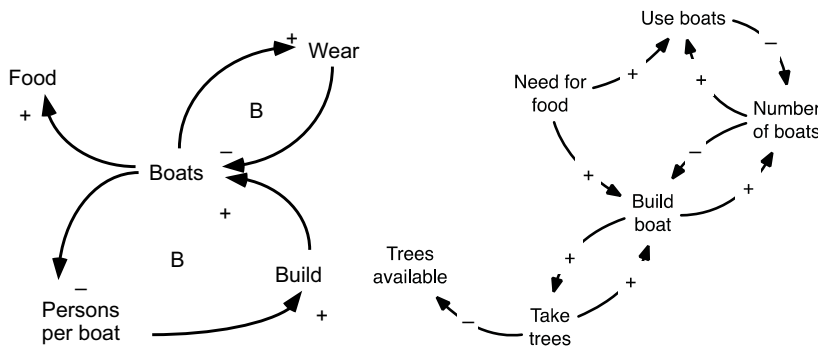 +
Wear
Food
+
B
–
Boats
+
B
Build
–
+
Persons
per boat
Use boats
–
+
Need for
food
+
Number
of boats
–
+
+
Build
boat
+
Trees
available
+
–
Take
trees